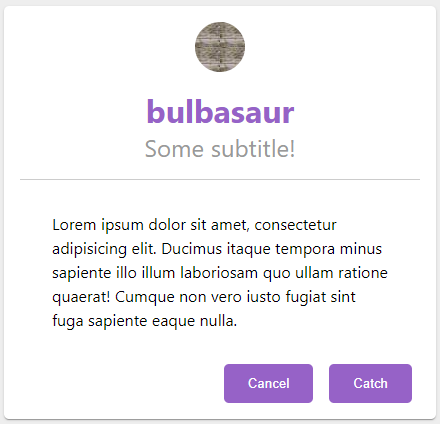 bulbasaur
Some subtitle!
Lorem ipsum dolor sit amet, consectetur
adipisicing elit. Ducimus itaque tempora minus
sapiente illo illum laboriosam quo ullam ratione
quaerat! Cumque non vero iusto fugiat sint
fuga sapiente eaque nulla.
Cancel
Catch